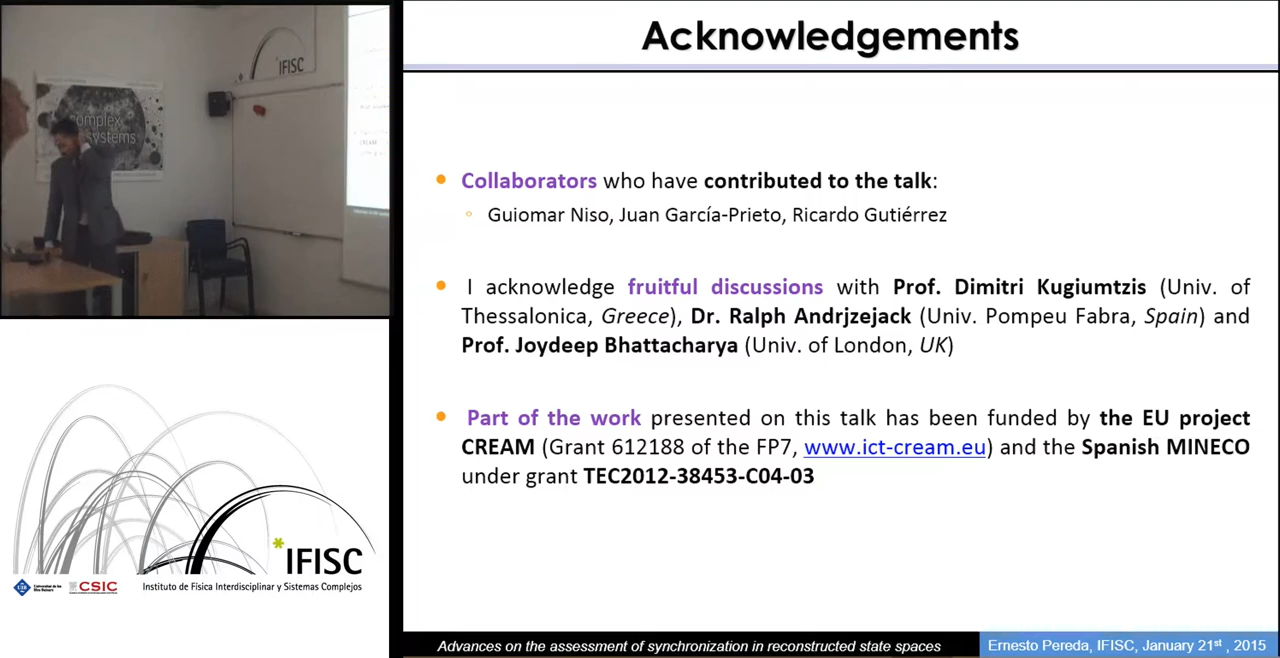 IFISC
complex
systems
Acknowledgements
Collaborators who have contributed to the talk:
Guiomar Niso, Juan García-Prieto, Ricardo Gutiérrez
I acknowledge fruitful discussions with Prof. Dimitri Kugiumtzis (Univ. of
Thessalonica, Greece), Dr. Ralph Andrjzejack (Univ. Pompeu Fabra, Spain) and
Prof. Joydeep Bhattacharya (Univ. of London, UK)
Part of the work presented on this talk has been funded by the EU project
CREAM (Grant 612188 of the FP7, www.ict-cream.eu) and the Spanish MINECO
under grant TEC2012-38453-C04-03
IFISC
CSIC
Instituto de Física Interdisciplinar y Sistemas Complejos
Advances on the assessment of synchronization in reconstructed state spaces
Ernesto Pereda, IFISC, January 21st , 2015